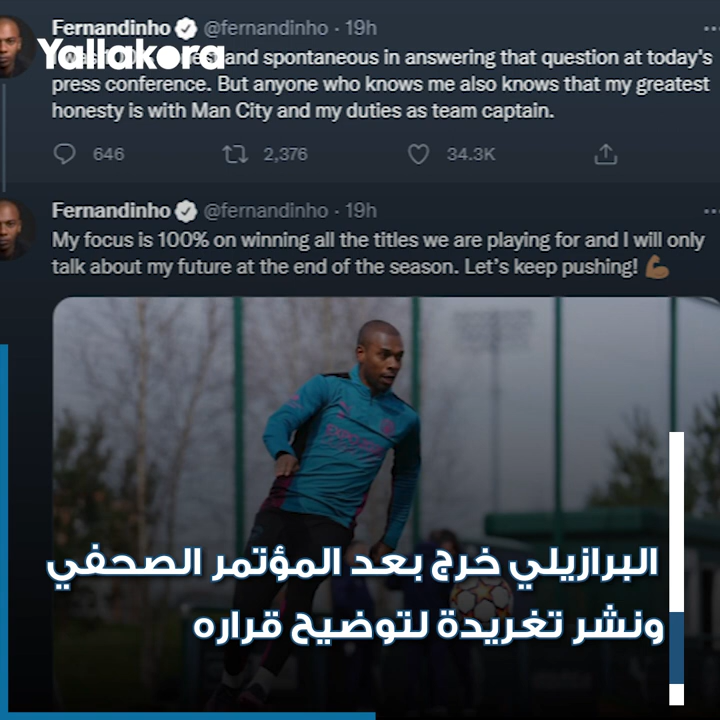 Fernandinho @fernandinho · 19h
Yallakora
and spontaneous in answering that question at today's
press conference. But anyone who knows me also knows that my greatest
honesty is with Man City and my duties as team captain.
646 2,376 34.3K
Fernandinho @fernandinho · 19h
My focus is 100% on winning all the titles we are playing for and I will only
talk about my future at the end of the season. Let's keep pushing! 💪🏾
البرازيلي خرج بعد المؤتمر الصحفي
ونشر تغريدة لتوضيح قراره